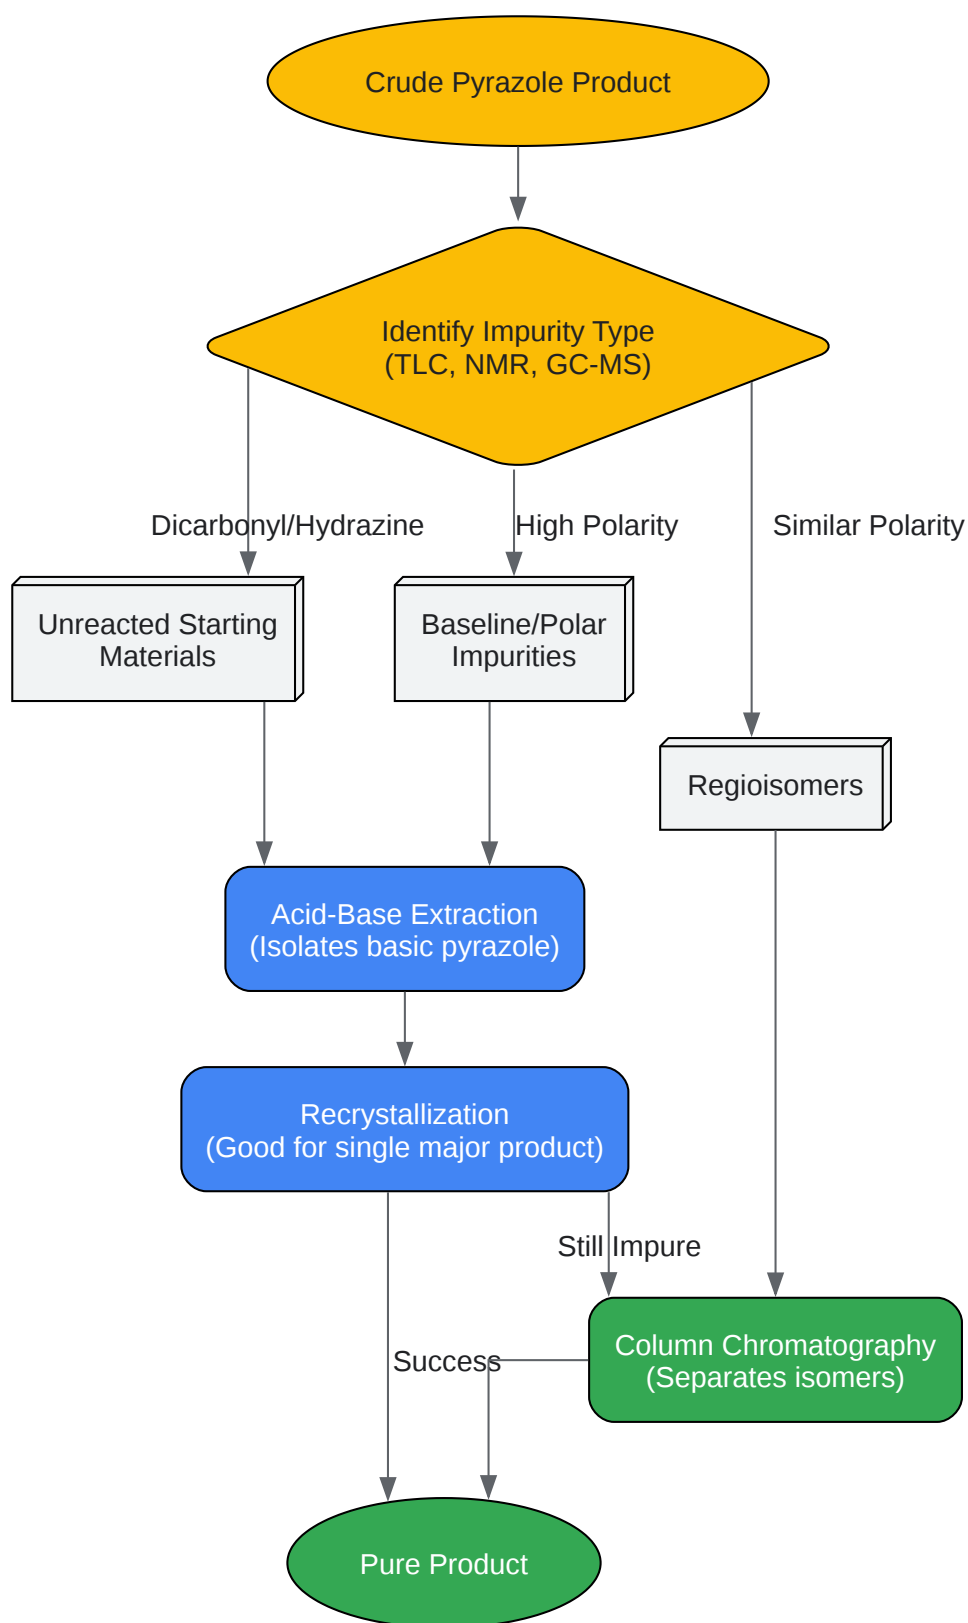 Crude Pyrazole Product
Identify Impurity Type
(TLC, NMR, GC-MS)
Dicarbonyl/Hydrazine
High Polarity
Similar Polarity
Unreacted Starting
Materials
Baseline/Polar
Impurities
Regioisomers
Acid-Base Extraction
(Isolates basic pyrazole)
Recrystallization
(Good for single major product)
Still Impure
Column Chromatography
(Separates isomers)
Success
Pure Product